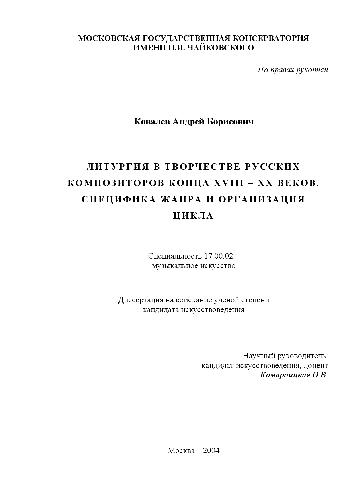 МОСКОВСКАЯ ГОСУДАРСТВЕННАЯ КОНСЕРВАТОРИЯ
ИМЕНИ П.И. ЧАЙКОВСКОГО
На правах рукописи
Ковалев Андрей Борисович
ЛИТУРГИЯ В ТВОРЧЕСТВЕ РУССКИХ
КОМПОЗИТОРОВ КОНЦА XVIII – XX ВЕКОВ.
СПЕЦИФИКА ЖАНРА И ОРГАНИЗАЦИЯ
ЦИКЛА
Специальность 17.00.02 –
музыкальное искусство
Диссертация на соискание ученой степени
кандидата искусствоведения
Научный руководитель:
кандидат искусствоведения, доцент
Н.В.
Москва – 2004